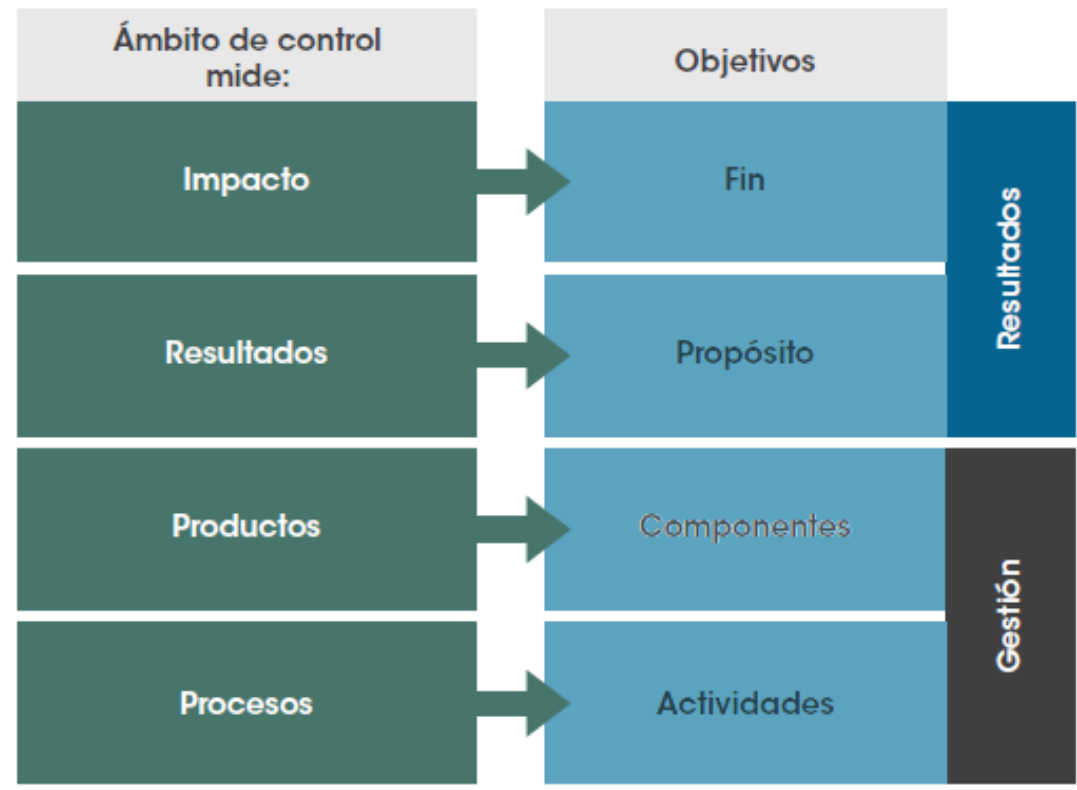 Ámbito de control
mide:
Objetivos
Impacto
Fin
Resultados
Propósito
Resultados
Productos
Componentes
Procesos
Actividades
Gestión